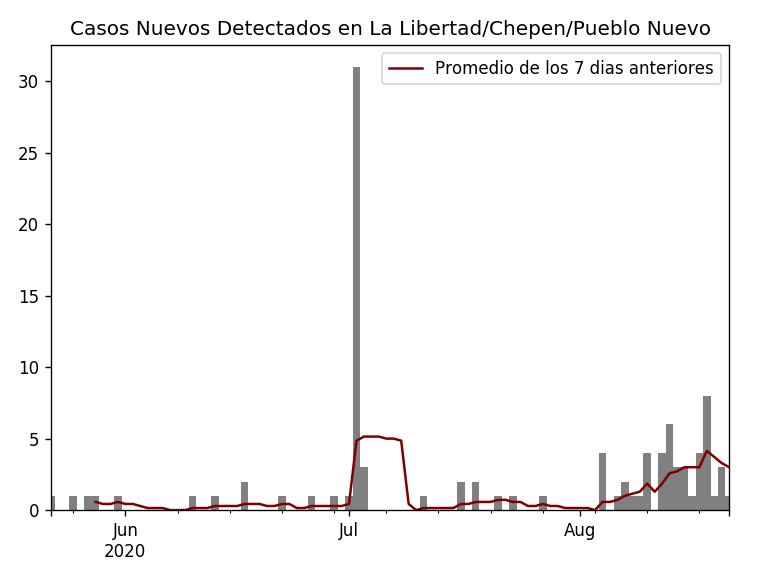 Casos Nuevos Detectados en La Libertad/Chepen/Pueblo Nuevo
Promedio de los 7 dias anteriores
30
25
20
15
10
5
0
Jun
2020
Jul
Aug